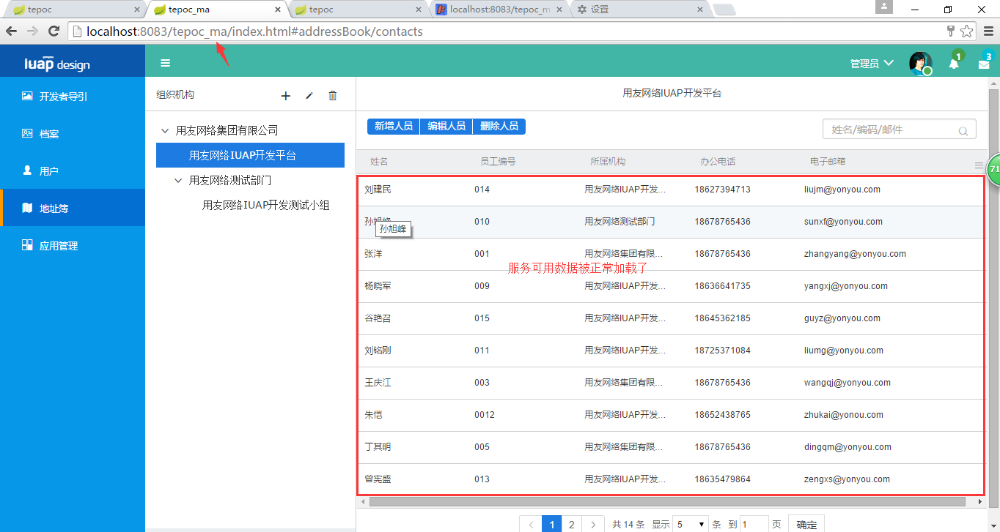 tepoc
tepoc_ma
tepoc
localhost:8083/tepoc_m
设置
localhost:8083/tepoc_ma/index.html#addressBook/contacts
iuap design
管理员
1
3
开发者导引
档案
用户
地址簿
应用管理
组织机构
用友网络集团有限公司
用友网络IUAP开发平台
用友网络测试部门
用友网络IUAP开发测试小组
用友网络IUAP开发平台
新增人员 编辑人员 删除人员
姓名/编码/邮件
姓名 员工编号 所属机构 办公电话 电子邮箱
71
刘建民 014 用友网络IUAP开发... 18627394713 liujm@yonyou.com
孙旭峰 010 用友网络测试部门 18678765436 sunxf@yonyou.com
孙旭峰
张洋 001 用友网络集团有限... 18678765436 zhangyang@yonyou.com
服务可用数据被正常加载了
杨晓军 009 用友网络IUAP开发... 18636641735 yangxj@yonyou.com
谷艳召 015 用友网络IUAP开发... 18645362185 guyz@yonyou.com
刘铭刚 011 用友网络IUAP开发... 18725371084 liumg@yonyou.com
王庆江 003 用友网络集团有限... 18678765436 wangqj@yonyou.com
朱恺 0012 用友网络IUAP开发... 18652438765 zhukai@yonou.com
丁其明 005 用友网络集团有限... 18678765436 dingqm@yonyou.com
曾宪盛 013 用友网络IUAP开发... 18635479864 zengxs@yonyou.com
1 2 共 14 条 显示 5 条 到 1 页 确定